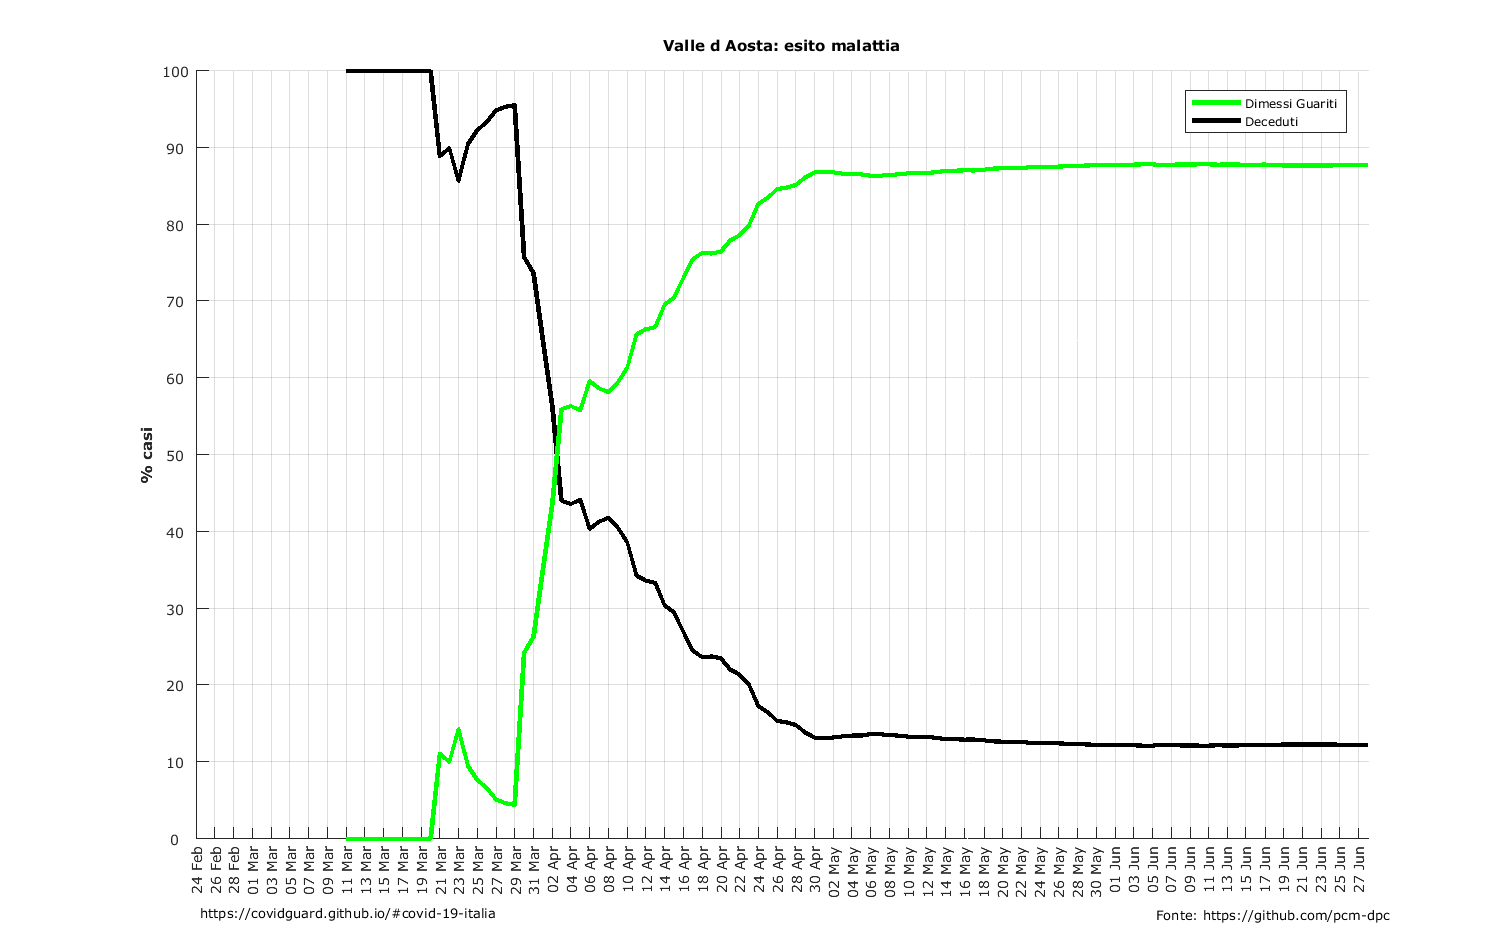 Valle d Aosta: esito malattia
Dimessi Guariti
Deceduti
% casi
100
90
80
70
60
50
40
30
20
10
0
24 Feb
26 Feb
28 Feb
01 Mar
03 Mar
05 Mar
07 Mar
09 Mar
11 Mar
13 Mar
15 Mar
17 Mar
19 Mar
21 Mar
23 Mar
25 Mar
27 Mar
29 Mar
31 Mar
02 Apr
04 Apr
06 Apr
08 Apr
10 Apr
12 Apr
14 Apr
16 Apr
18 Apr
20 Apr
22 Apr
24 Apr
26 Apr
28 Apr
30 Apr
02 May
04 May
06 May
08 May
10 May
12 May
14 May
16 May
18 May
20 May
22 May
24 May
26 May
28 May
30 May
01 Jun
03 Jun
05 Jun
07 Jun
09 Jun
11 Jun
13 Jun
15 Jun
17 Jun
19 Jun
21 Jun
23 Jun
25 Jun
27 Jun
https://covidguard.github.io/#covid-19-italia
Fonte: https://github.com/pcm-dpc